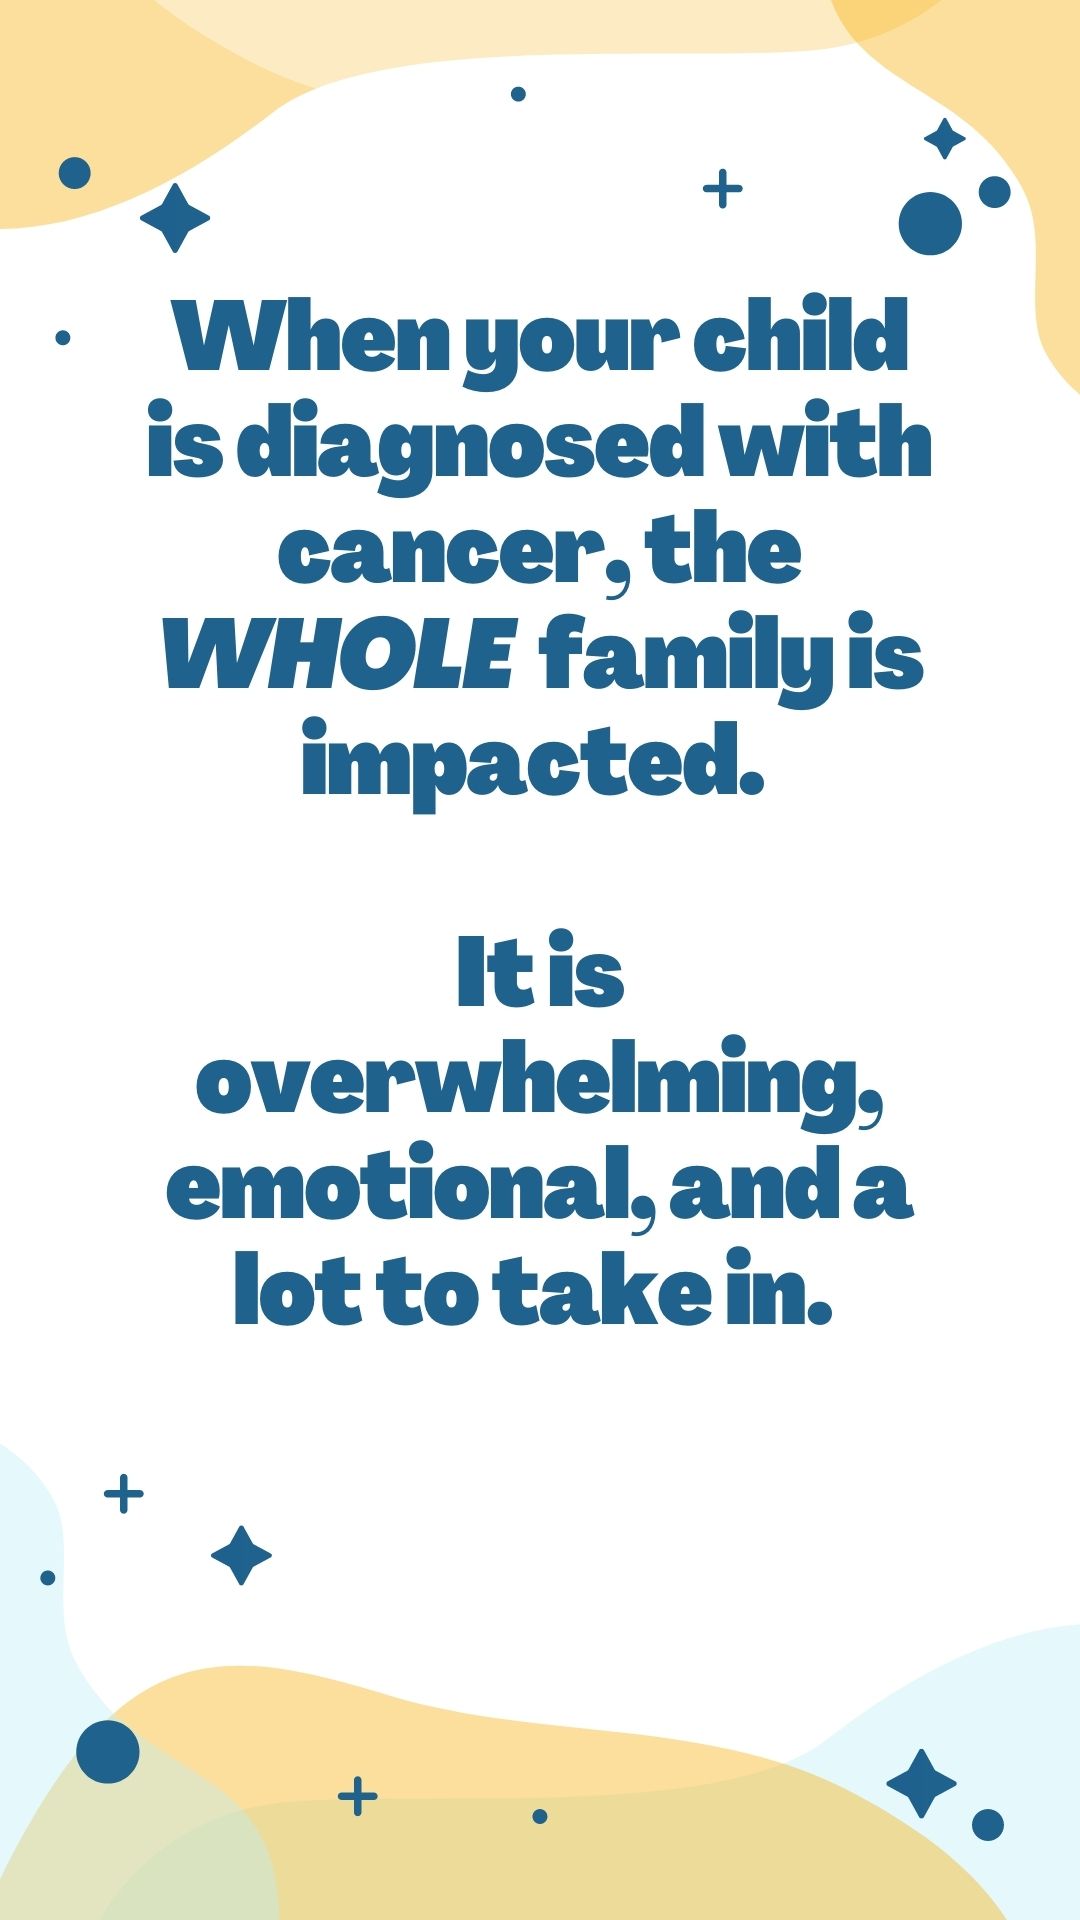 When your child
is diagnosed with
cancer, the
WHOLE family is
impacted.
It is
overwhelming,
emotional, and a
lot to take in.